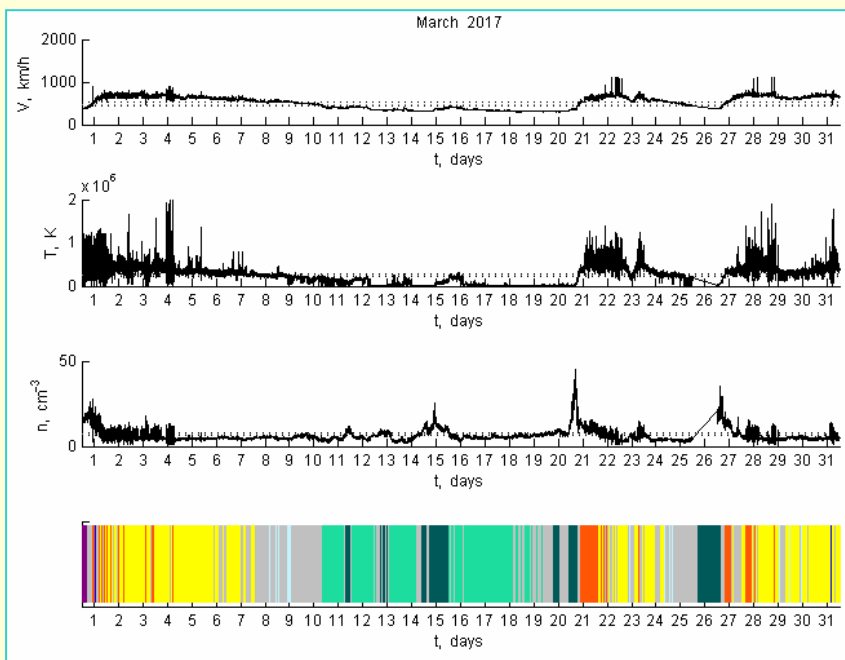 March 2017
2000
1000
0
V, km/h
1 2 3 4 5 6 7 8 9 10 11 12 13 14 15 16 17 18 19 20 21 22 23 24 25 26 27 28 29 30 31
t, days
x 10⁶
2
1
0
T, K
1 2 3 4 5 6 7 8 9 10 11 12 13 14 15 16 17 18 19 20 21 22 23 24 25 26 27 28 29 30 31
t, days
50
0
n, cm⁻³
1 2 3 4 5 6 7 8 9 10 11 12 13 14 15 16 17 18 19 20 21 22 23 24 25 26 27 28 29 30 31
t, days
1 2 3 4 5 6 7 8 9 10 11 12 13 14 15 16 17 18 19 20 21 22 23 24 25 26 27 28 29 30 31
t, days